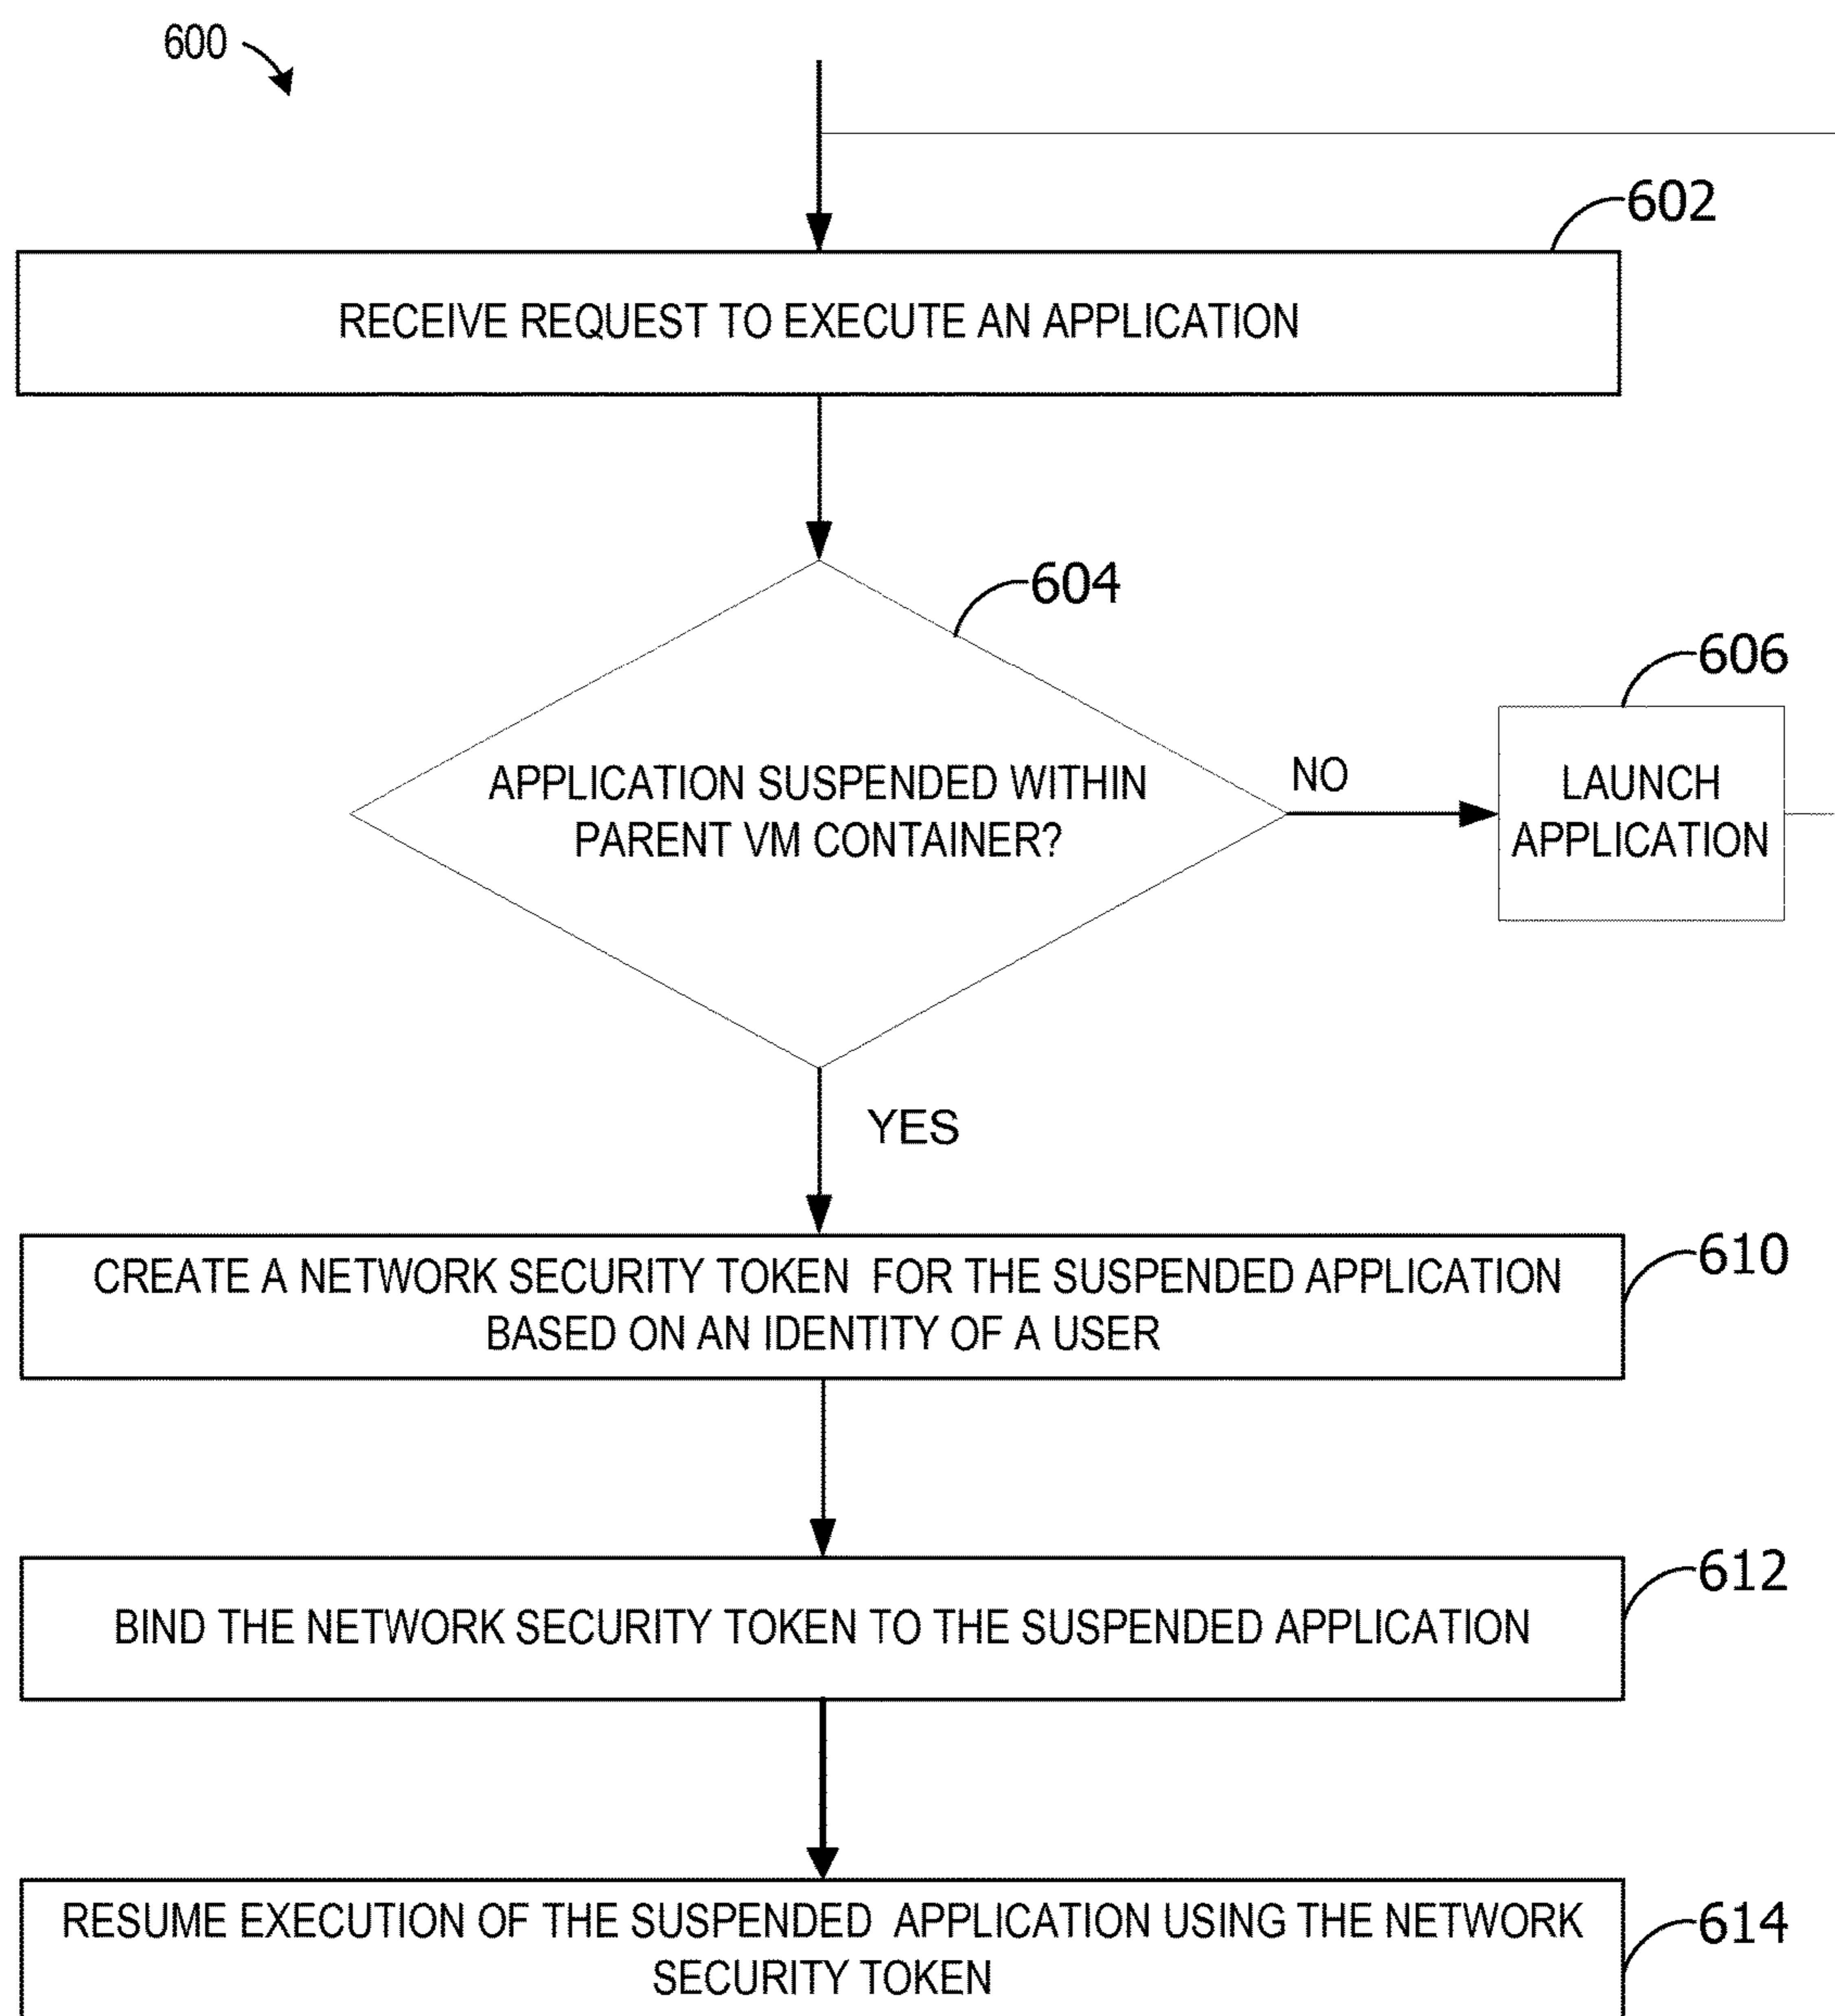 600
602
RECEIVE REQUEST TO EXECUTE AN APPLICATION
604
606
APPLICATION SUSPENDED WITHIN
PARENT VM CONTAINER?
NO
LAUNCH
APPLICATION
YES
610
CREATE A NETWORK SECURITY TOKEN FOR THE SUSPENDED APPLICATION
BASED ON AN IDENTITY OF A USER
612
BIND THE NETWORK SECURITY TOKEN TO THE SUSPENDED APPLICATION
614
RESUME EXECUTION OF THE SUSPENDED APPLICATION USING THE NETWORK
SECURITY TOKEN